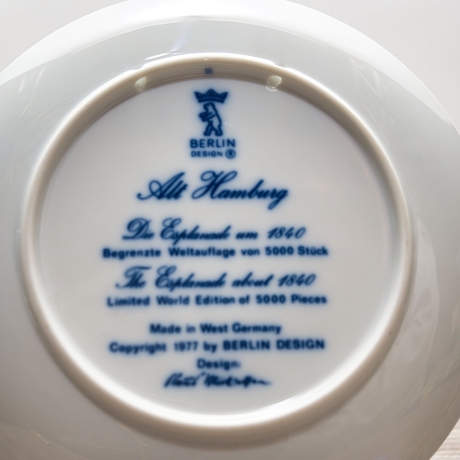 BERLIN
DESIGN ®
Alt Hamburg
Die Esplanade um 1840
Begrenzte Weltauflage von 5000 Stück
The Esplanade about 1840
Limited World Edition of 5000 Pieces
Made in West Germany
Copyright 1977 by BERLIN DESIGN
Design: